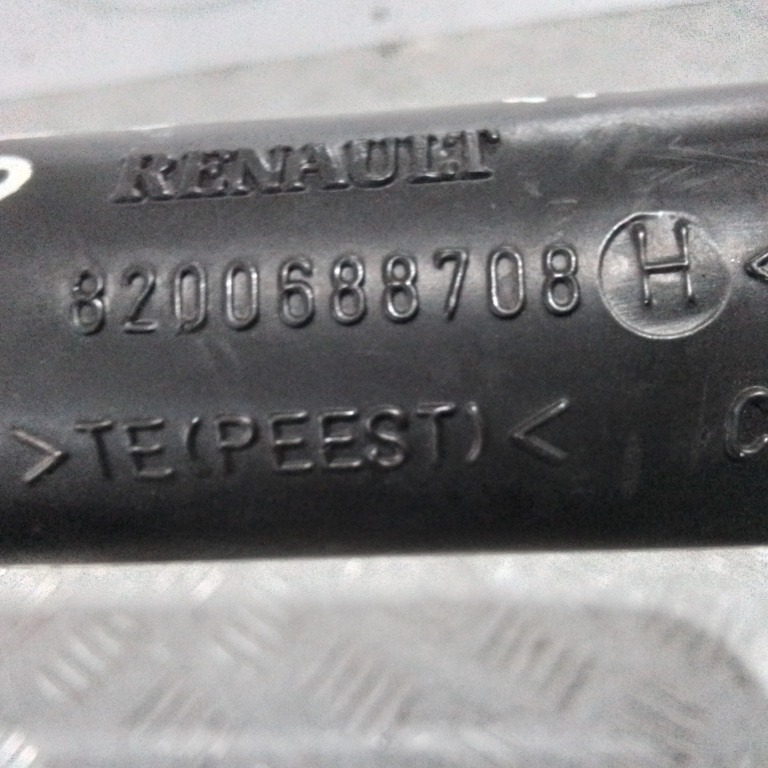 RENAULT
8200688708 H <
>TE(PEEST)< C